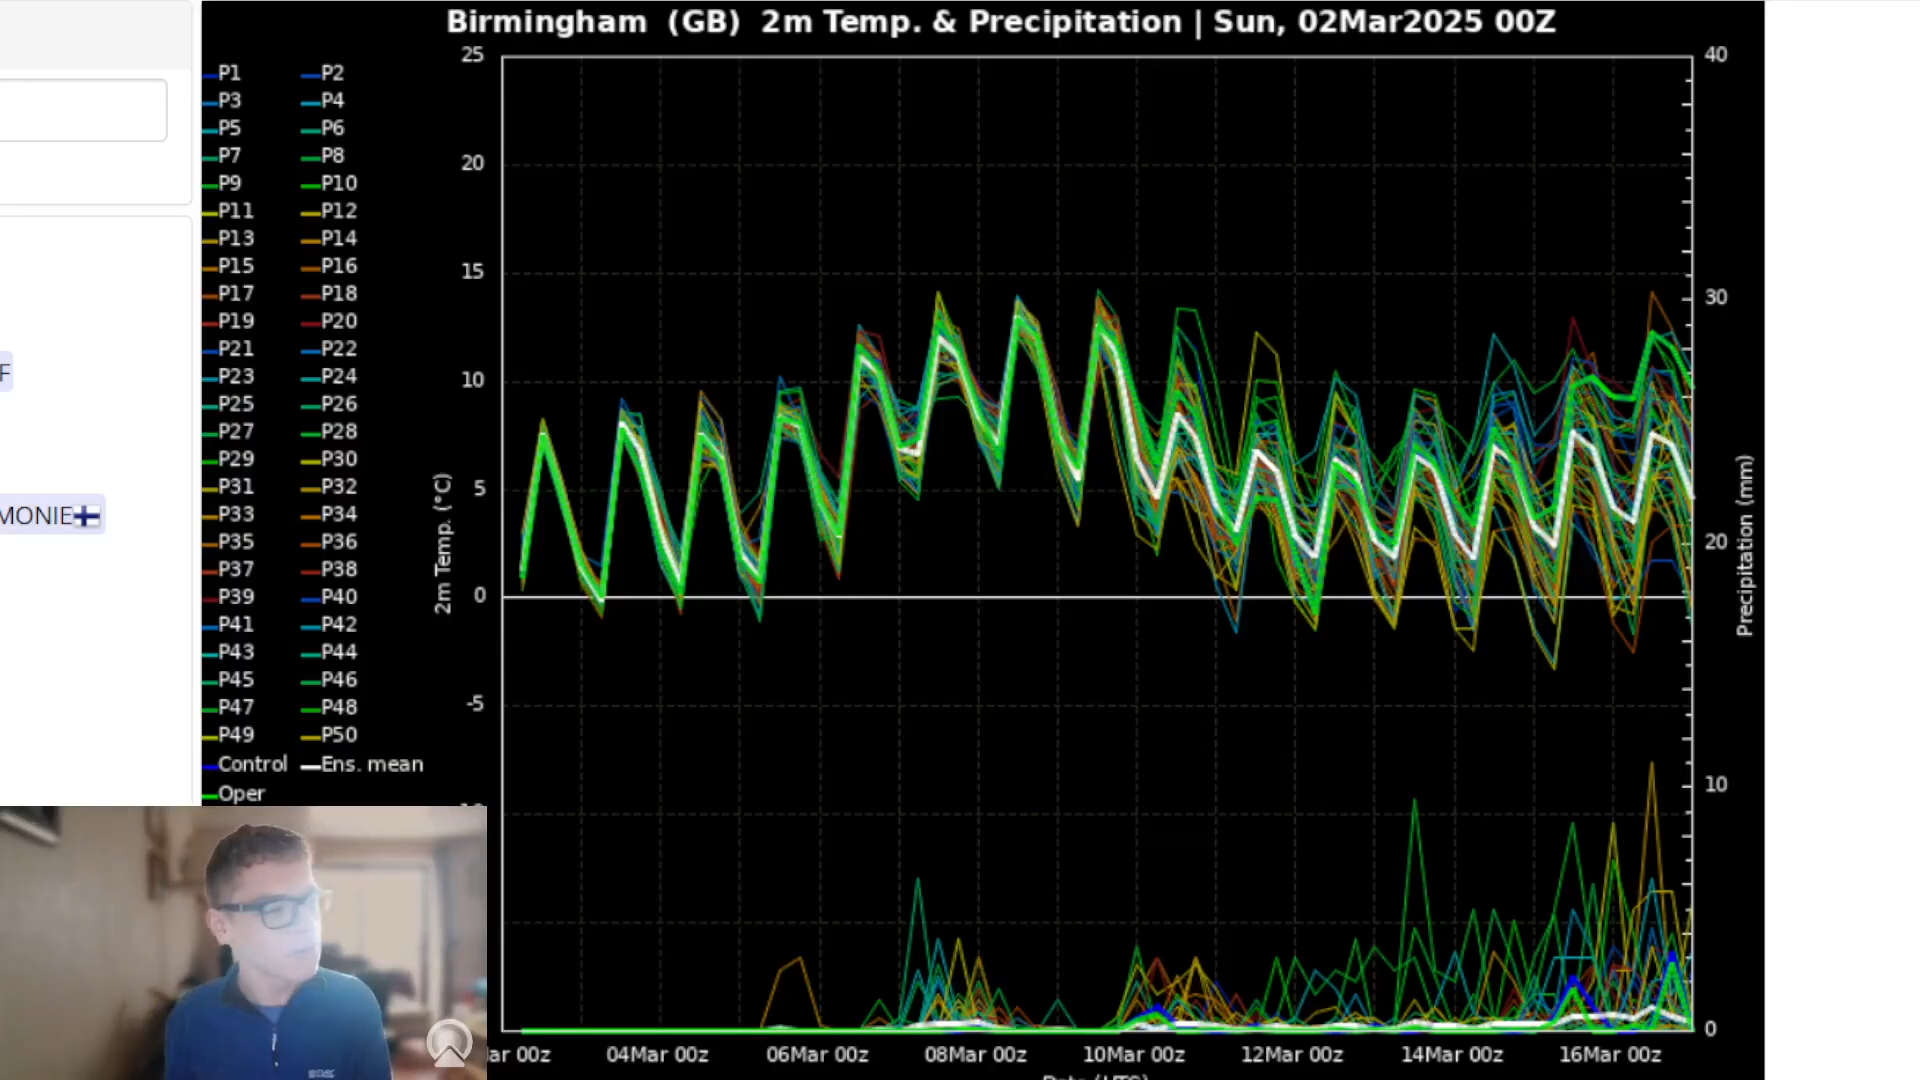 Birmingham (GB) 2m Temp. & Precipitation | Sun, 02Mar2025 00Z
P1 P2
P3 P4
P5 P6
P7 P8
P9 P10
P11 P12
P13 P14
P15 P16
P17 P18
P19 P20
P21 P22
P23 P24
P25 P26
P27 P28
P29 P30
P31 P32
P33 P34
P35 P36
P37 P38
P39 P40
P41 P42
P43 P44
P45 P46
P47 P48
P49 P50
Control Ens. mean
Oper
F
MONIE
2m Temp. (°C)
25
20
15
10
5
0
-5
40
30
20
10
0
Precipitation (mm)
ar 00z 04Mar 00z 06Mar 00z 08Mar 00z 10Mar 00z 12Mar 00z 14Mar 00z 16Mar 00z